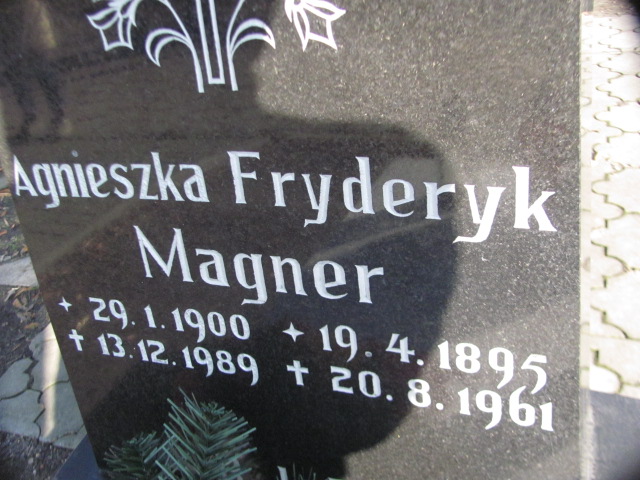 Agnieszka Fryderyk
Magner
✦ 29.1.1900 ✦ 19.4.1895
✝ 13.12.1989 ✝ 20.8.1961